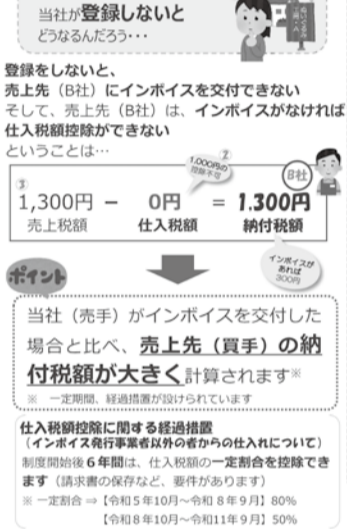 当社が登録しないと
どうなるんだろう・・・
登録をしないと、
売上先（B社）にインボイスを交付できない
そして、売上先（B社）は、インボイスがなければ
仕入税額控除ができない
ということは…
②
1,000円の
控除不可
B社
③
1,300円 － 0円 ＝ 1,300円
売上税額 仕入税額 納付税額
インボイスが
あれば
300円
ポイント
当社（売手）がインボイスを交付した
場合と比べ、売上先（買手）の納
付税額が大きく計算されます※
※ 一定期間、経過措置が設けられています
仕入税額控除に関する経過措置
（インボイス発行事業者以外の者からの仕入れについて）
制度開始後６年間は、仕入税額の一定割合を控除でき
ます（請求書の保存など、要件があります）
※ 一定割合 ⇒【令和５年10月～令和８年９月】80%
【令和８年10月～令和11年９月】50%